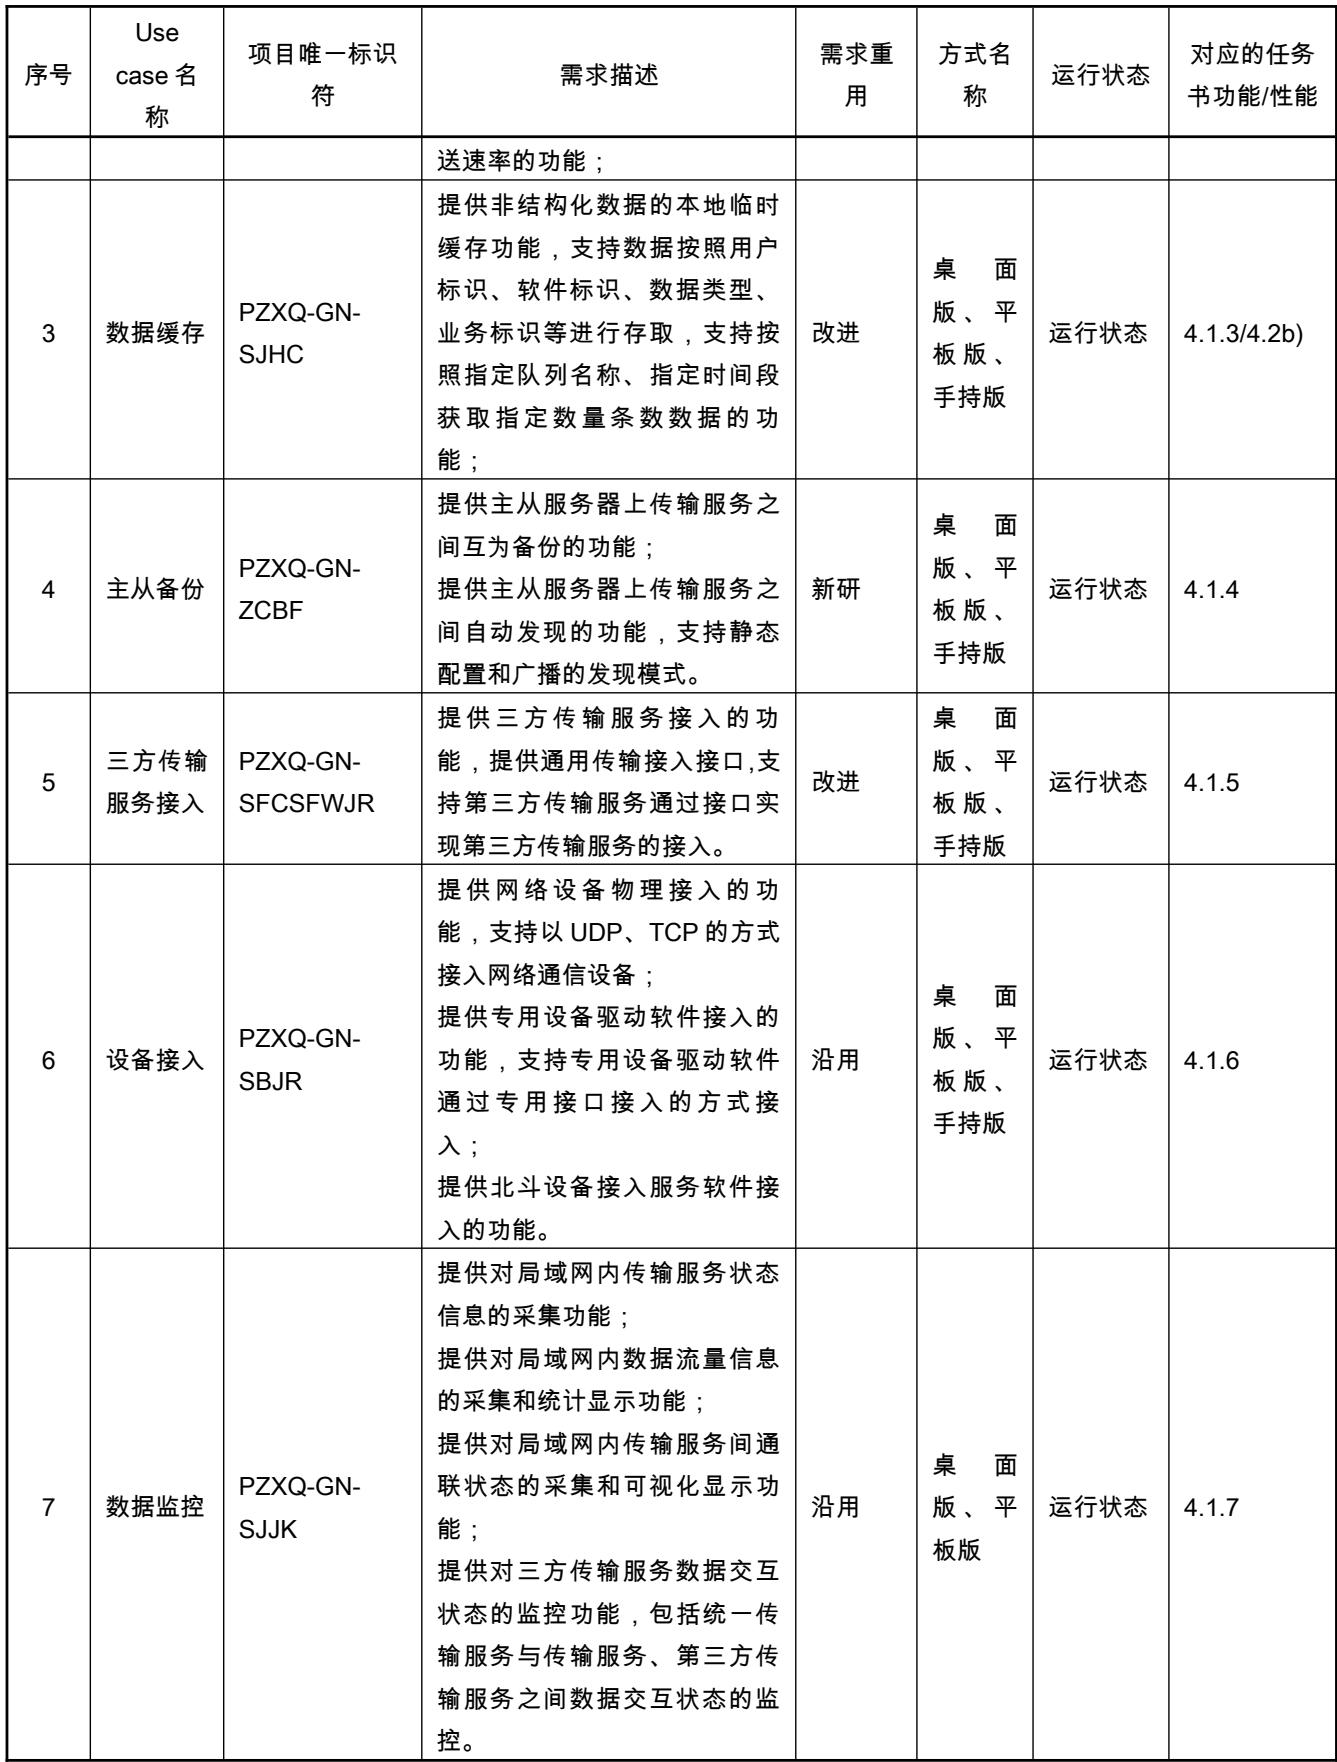 序号
Use
case 名
称
项目唯一标识
符
需求描述
需求重
用
方式名
称
运行状态
对应的任务
书功能/性能
送速率的功能；
3
数据缓存
PZXQ-GN-
SJHC
提供非结构化数据的本地临时
缓存功能，支持数据按照用户
标识、软件标识、数据类型、
业务标识等进行存取，支持按
照指定队列名称、指定时间段
获取指定数量条数数据的功
能；
改进
桌面
版、平
板版、
手持版
运行状态
4.1.3/4.2b)
4
主从备份
PZXQ-GN-
ZCBF
提供主从服务器上传输服务之
间互为备份的功能；
提供主从服务器上传输服务之
间自动发现的功能，支持静态
配置和广播的发现模式。
新研
桌面
版、平
板版、
手持版
运行状态
4.1.4
5
三方传输
服务接入
PZXQ-GN-
SFCSFWJR
提供三方传输服务接入的功
能，提供通用传输接入接口,支
持第三方传输服务通过接口实
现第三方传输服务的接入。
改进
桌面
版、平
板版、
手持版
运行状态
4.1.5
6
设备接入
PZXQ-GN-
SBJR
提供网络设备物理接入的功
能，支持以 UDP、TCP 的方式
接入网络通信设备；
提供专用设备驱动软件接入的
功能，支持专用设备驱动软件
通过专用接口接入的方式接
入；
提供北斗设备接入服务软件接
入的功能。
沿用
桌面
版、平
板版、
手持版
运行状态
4.1.6
7
数据监控
PZXQ-GN-
SJJK
提供对局域网内传输服务状态
信息的采集功能；
提供对局域网内数据流量信息
的采集和统计显示功能；
提供对局域网内传输服务间通
联状态的采集和可视化显示功
能；
提供对三方传输服务数据交互
状态的监控功能，包括统一传
输服务与传输服务、第三方传
输服务之间数据交互状态的监
控。
沿用
桌面
版、平
板版
运行状态
4.1.7